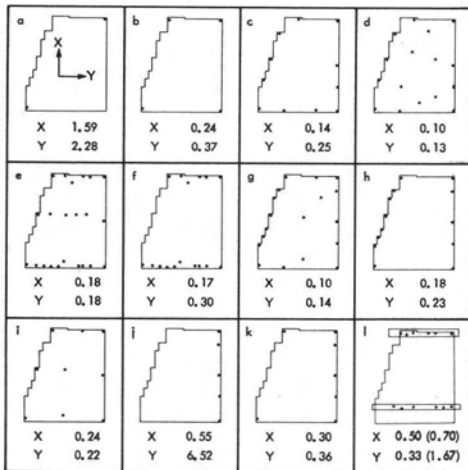 a
X
Y
X 1.59
Y 2.28
b
X 0.24
Y 0.37
c
X 0.14
Y 0.25
d
X 0.10
Y 0.13
e
X 0.18
Y 0.18
f
X 0.17
Y 0.30
g
X 0.10
Y 0.14
h
X 0.18
Y 0.23
i
X 0.24
Y 0.22
j
X 0.55
Y 6.52
k
X 0.30
Y 0.36
l
X 0.50 (0.70)
Y 0.33 (1.67)